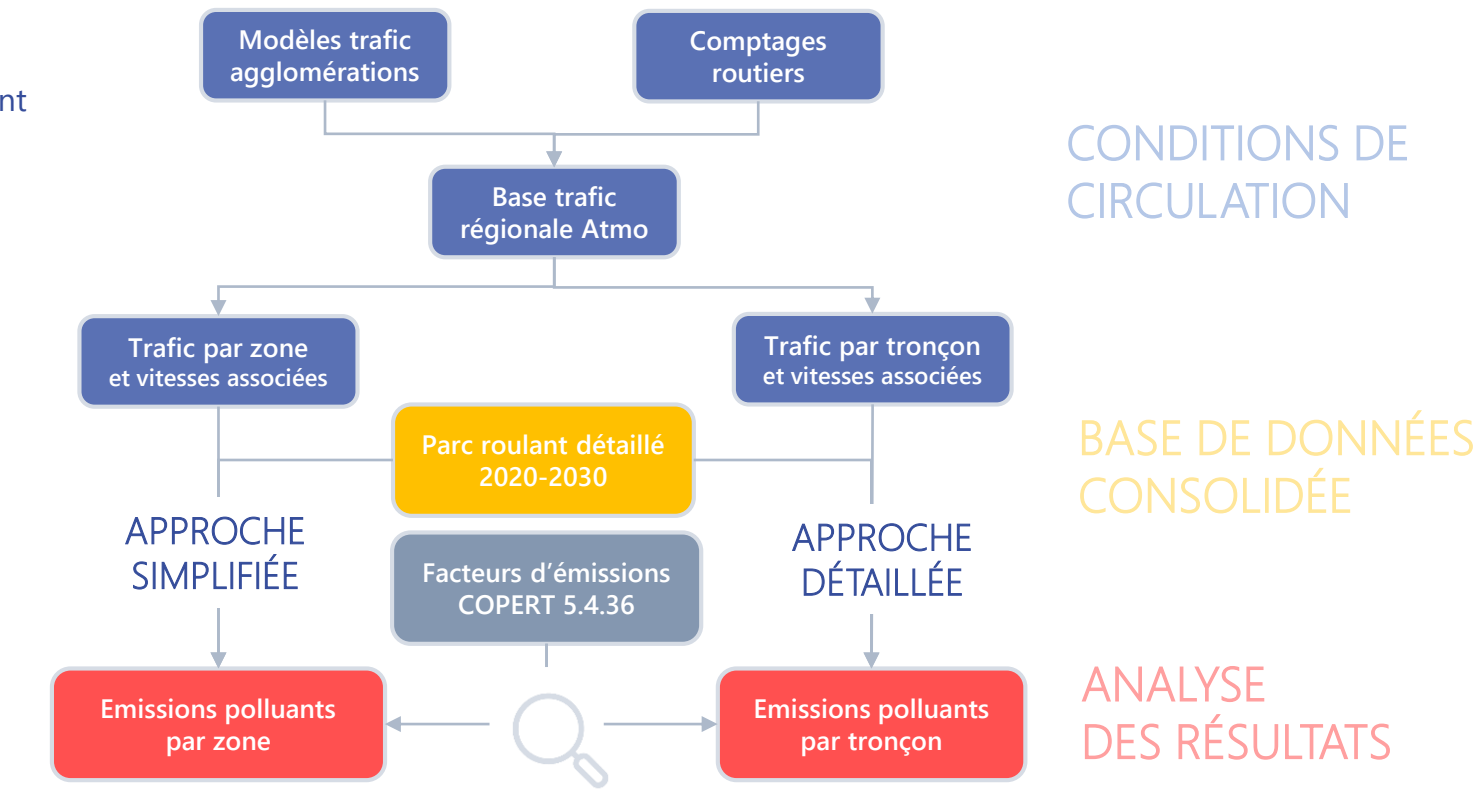 Modèles trafic
agglomérations
Comptages
routiers
nt
CONDITIONS DE
CIRCULATION
Base trafic
régionale Atmo
Trafic par zone
et vitesses associées
Trafic par tronçon
et vitesses associées
Parc roulant détaillé
2020-2030
BASE DE DONNÉES
CONSOLIDÉE
APPROCHE
SIMPLIFIÉE
APPROCHE
DÉTAILLÉE
Facteurs d’émissions
COPERT 5.4.36
Emissions polluants
par zone
Emissions polluants
par tronçon
ANALYSE
DES RÉSULTATS